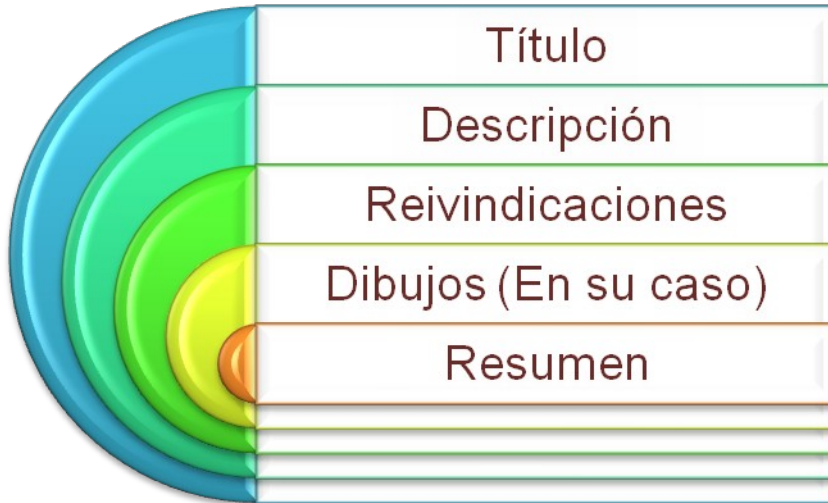 Título
Descripción
Reivindicaciones
Dibujos (En su caso)
Resumen